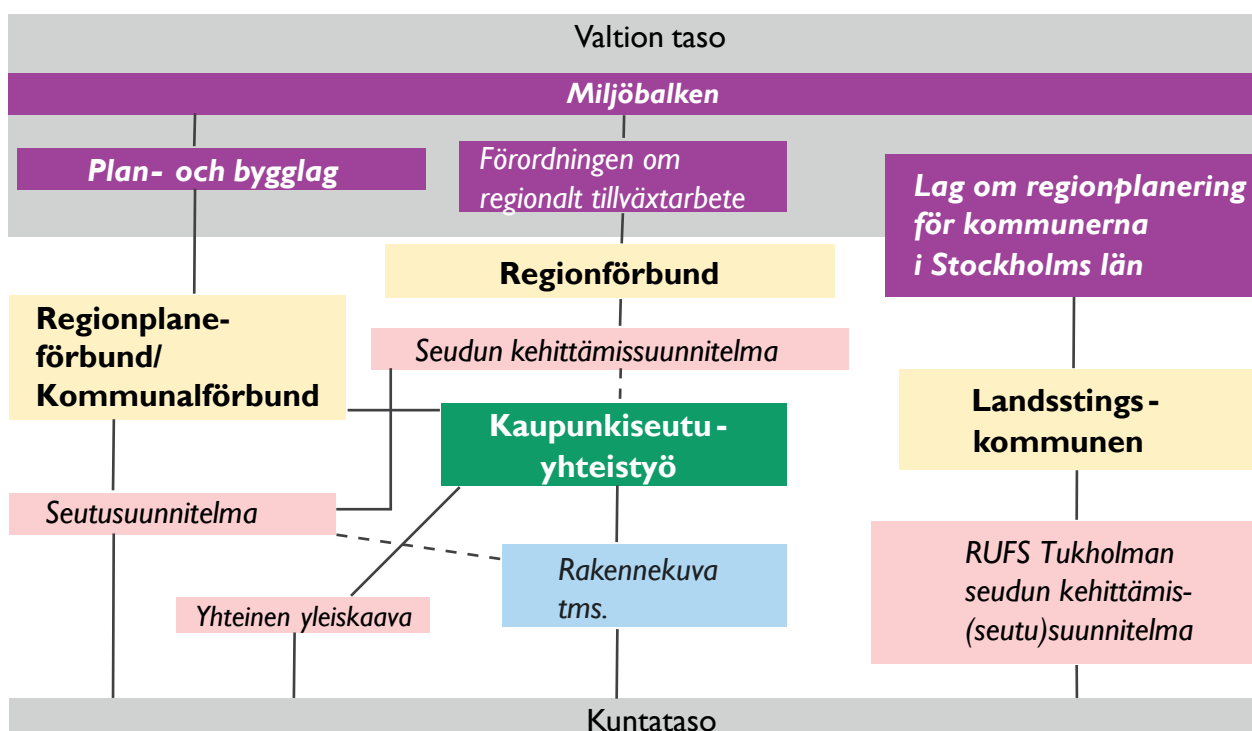 Valtion taso
Miljöbalken
Plan- och bygglag
Förordningen om
regionalt tillväxtarbete
Lag om regionplanering
för kommunerna
i Stockholms län
Regionförbund
Regionplane-
förbund/
Kommunalförbund
Seudun kehittämissuunnitelma
Kaupunkiseutu-
yhteistyö
Landsstings-
kommunen
Seutusuunnitelma
Rakennekuva
tms.
Yhteinen yleiskaava
RUFS Tukholman
seudun kehittämis-
(seutu)suunnitelma
Kuntataso